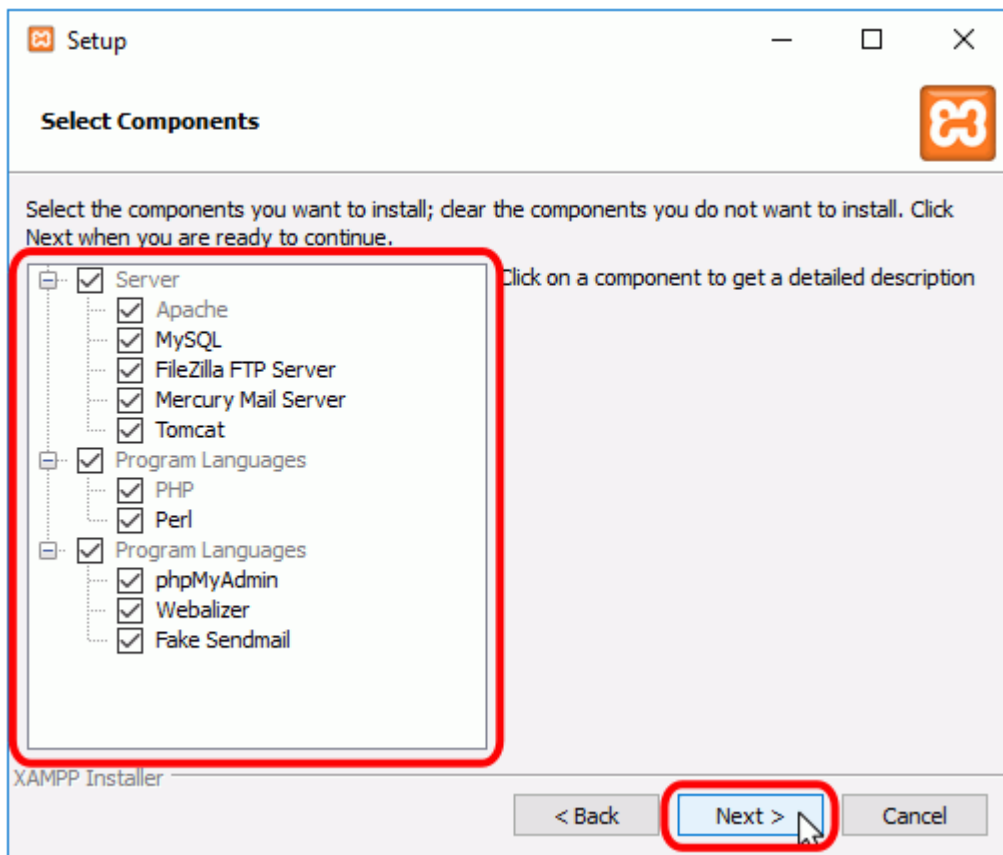 Setup
Select Components
Select the components you want to install; clear the components you do not want to install. Click
Next when you are ready to continue.
Server
Apache
MySQL
FileZilla FTP Server
Mercury Mail Server
Tomcat
Program Languages
PHP
Perl
Program Languages
phpMyAdmin
Webalizer
Fake Sendmail
Click on a component to get a detailed description
XAMPP Installer
< Back
Next >
Cancel